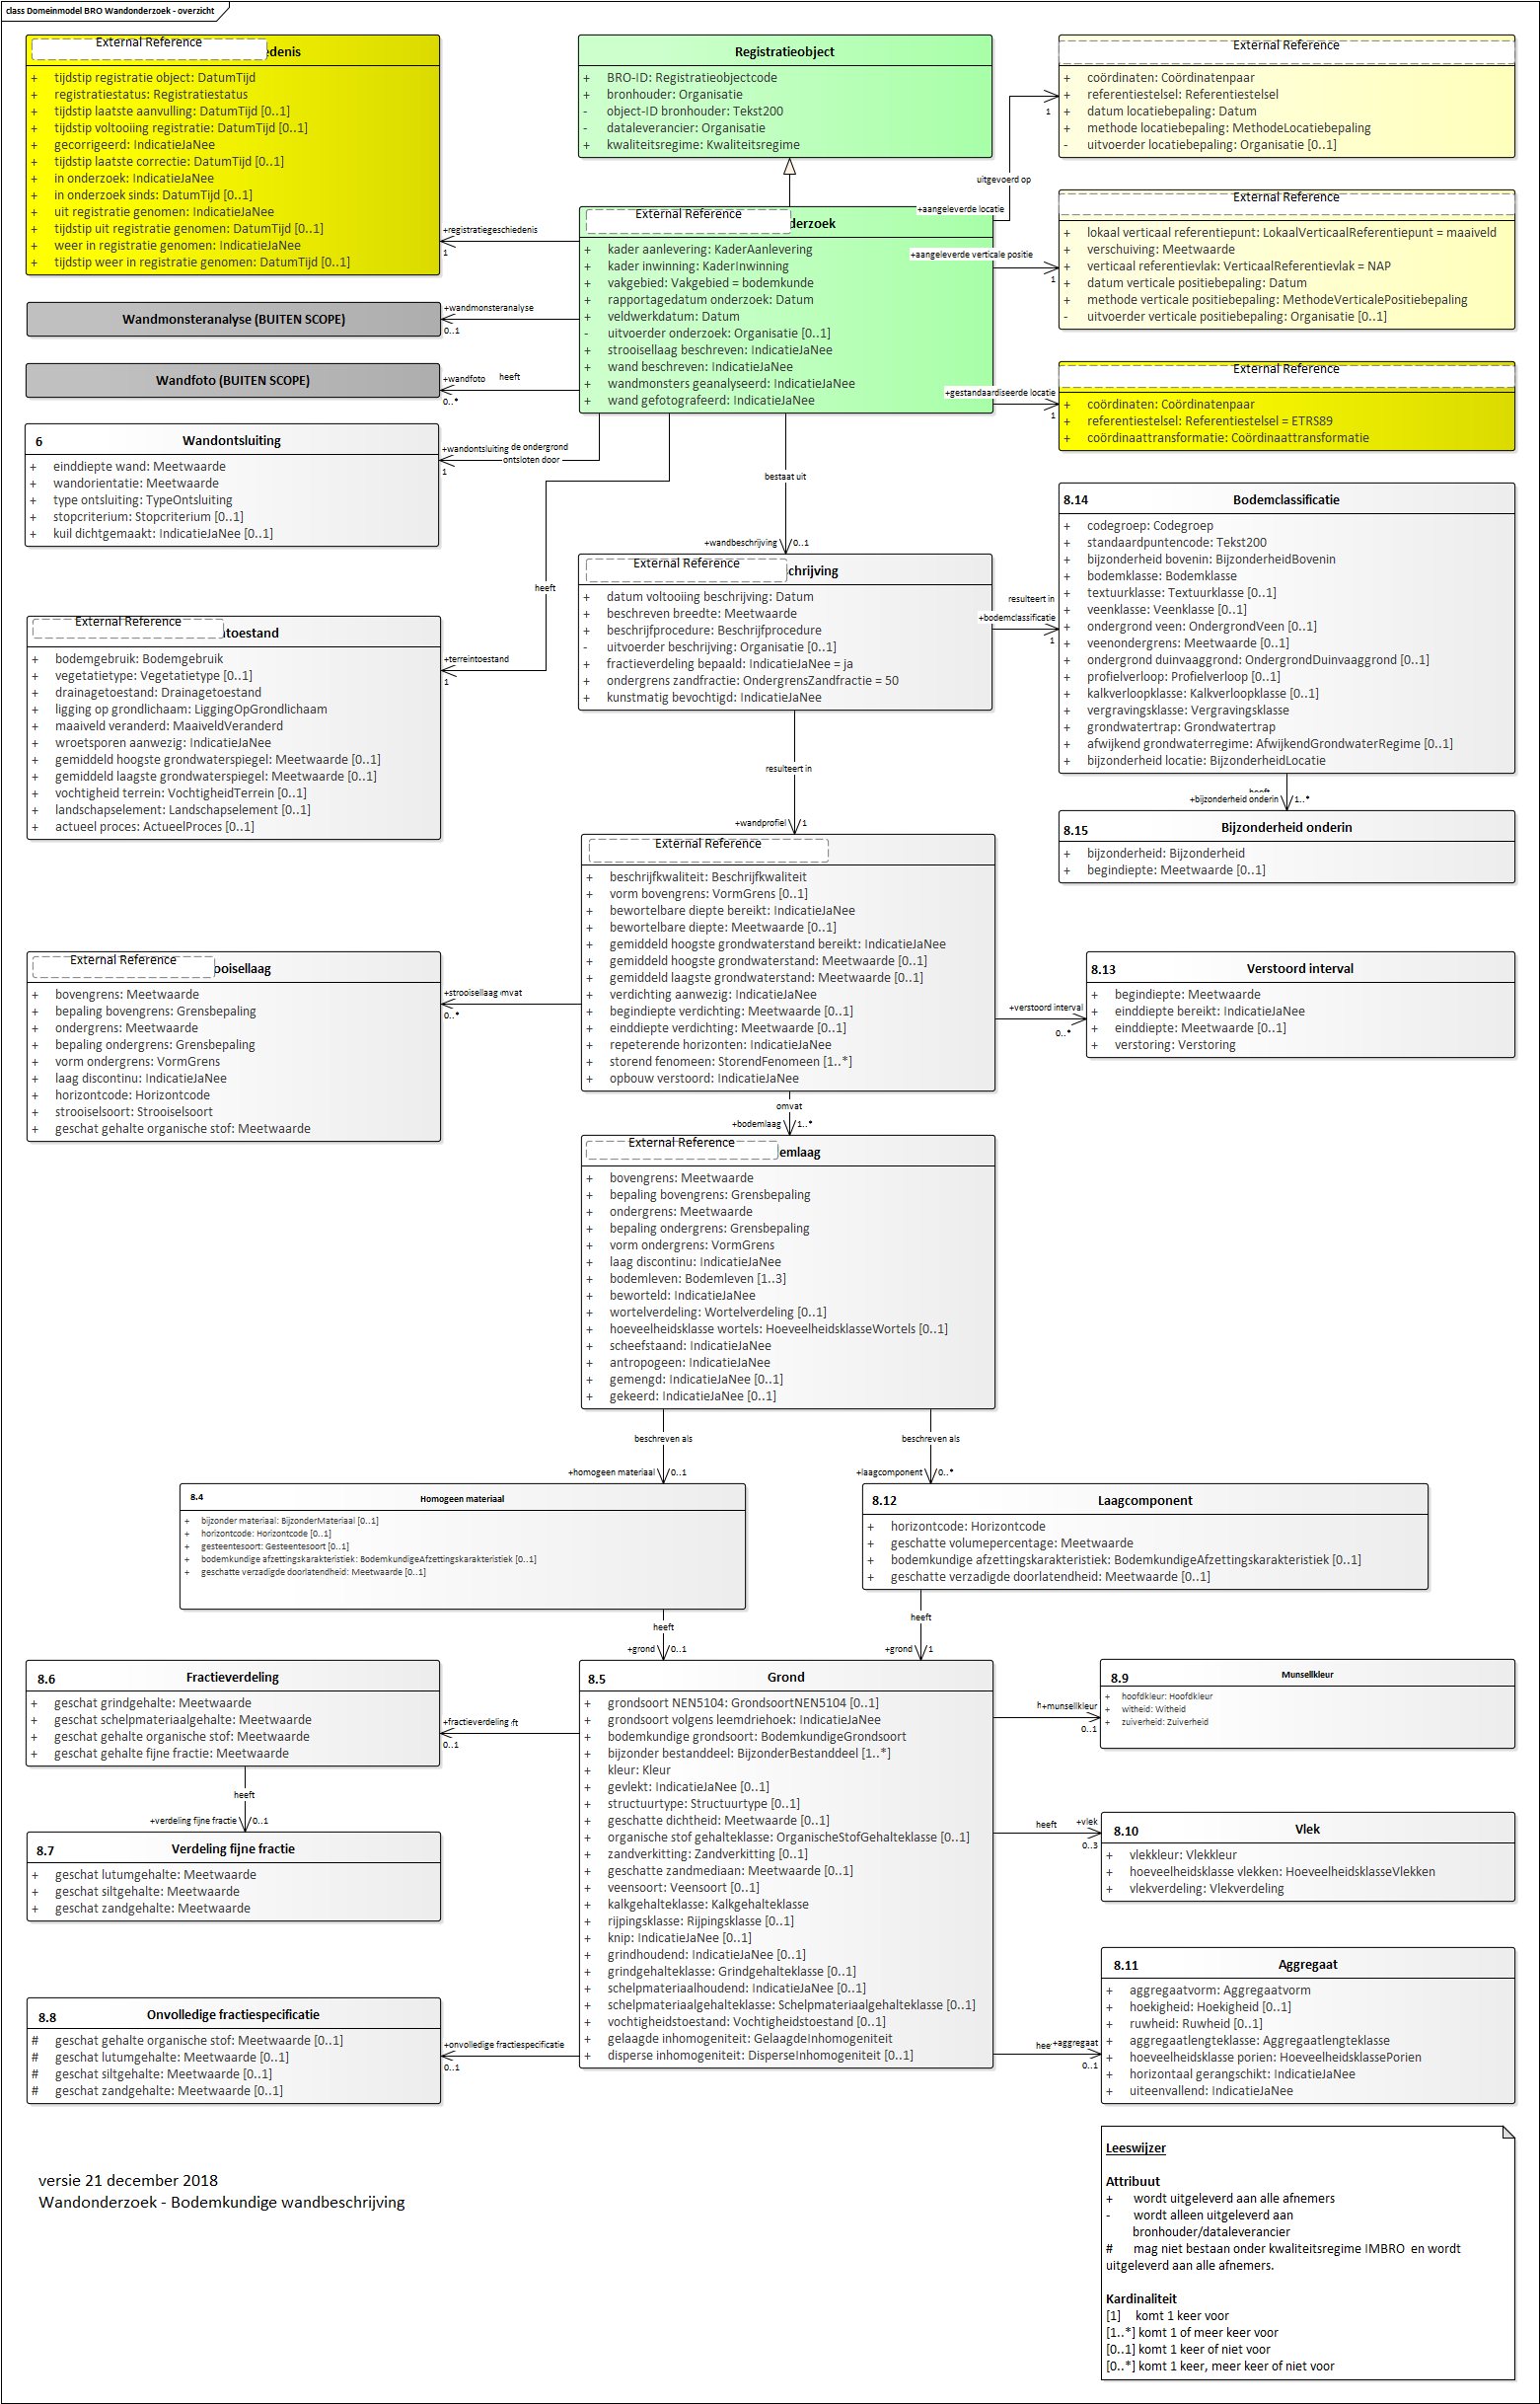 class Domeinmodel BRO Wandonderzoek - overzicht
External Reference
edenis
+ tijdstip registratie object: DatumTijd
+ registratiestatus: Registratiestatus
+ tijdstip laatste aanvulling: DatumTijd [0..1]
+ tijdstip voltooiing registratie: DatumTijd [0..1]
+ gecorrigeerd: IndicatieJaNee
+ tijdstip laatste correctie: DatumTijd [0..1]
+ in onderzoek: IndicatieJaNee
+ in onderzoek sinds: DatumTijd [0..1]
+ uit registratie genomen: IndicatieJaNee
+ tijdstip uit registratie genomen: DatumTijd [0..1]
+ weer in registratie genomen: IndicatieJaNee
+ tijdstip weer in registratie genomen: DatumTijd [0..1]
Registratieobject
+ BRO-ID: Registratieobjectcode
+ bronhouder: Organisatie
- object-ID bronhouder: Tekst200
- dataleverancier: Organisatie
+ kwaliteitsregime: Kwaliteitsregime
External Reference
+ coördinaten: Coördinatenpaar
+ referentiestelsel: Referentiestelsel
+ datum locatiebepaling: Datum
+ methode locatiebepaling: MethodeLocatiebepaling
- uitvoerder locatiebepaling: Organisatie [0..1]
1
uitgevoerd op
+aangeleverde locatie
External Reference
+ lokaal verticaal referentiepunt: LokaalVerticaalReferentiepunt = maaiveld
+ verschuiving: Meetwaarde
+ verticaal referentievlak: VerticaalReferentievlak = NAP
+ datum verticale positiebepaling: Datum
+ methode verticale positiebepaling: MethodeVerticalePositiebepaling
- uitvoerder verticale positiebepaling: Organisatie [0..1]
+aangeleverde verticale positie
1
External Reference
derzoek
+ kader aanlevering: KaderAanlevering
+ kader inwinning: KaderInwinning
+ vakgebied: Vakgebied = bodemkunde
+ rapportagedatum onderzoek: Datum
+ veldwerkdatum: Datum
- uitvoerder onderzoek: Organisatie [0..1]
+ strooisellaag beschreven: IndicatieJaNee
+ wand beschreven: IndicatieJaNee
+ wandmonsters geanalyseerd: IndicatieJaNee
+ wand gefotografeerd: IndicatieJaNee
+registratiegeschiedenis
1
Wandmonsteranalyse (BUITEN SCOPE)
+wandmonsteranalyse
0..1
Wandfoto (BUITEN SCOPE)
+wandfoto heeft
0..*
External Reference
+ coördinaten: Coördinatenpaar
+ referentiestelsel: Referentiestelsel = ETRS89
+ coördinaattransformatie: Coördinaattransformatie
+gestandaardiseerde locatie
1
6 Wandontsluiting
+ einddiepte wand: Meetwaarde
+ wandorientatie: Meetwaarde
+ type ontsluiting: TypeOntsluiting
+ stopcriterium: Stopcriterium [0..1]
+ kuil dichtgemaakt: IndicatieJaNee [0..1]
+wandontsluiting de ondergrond
ontsloten door
1
bestaat uit
+wandbeschrijving 0..1
heeft
External Reference
schrijving
+ datum voltooiing beschrijving: Datum
+ beschreven breedte: Meetwaarde
+ beschrijfprocedure: Beschrijfprocedure
- uitvoerder beschrijving: Organisatie [0..1]
+ fractieverdeling bepaald: IndicatieJaNee = ja
+ ondergrens zandfractie: OndergrensZandfractie = 50
+ kunstmatig bevochtigd: IndicatieJaNee
resulteert in
+bodemclassificatie
1
8.14 Bodemclassificatie
+ codegroep: Codegroep
+ standaardpuntencode: Tekst200
+ bijzonderheid bovenin: BijzonderheidBovenin
+ bodemklasse: Bodemklasse
+ textuurklasse: Textuurklasse [0..1]
+ veenklasse: Veenklasse [0..1]
+ ondergrond veen: OndergrondVeen [0..1]
+ veenondergrens: Meetwaarde [0..1]
+ ondergrond duinvaaggrond: OndergrondDuinvaaggrond [0..1]
+ profielverloop: Profielverloop [0..1]
+ kalkverloopklasse: Kalkverloopklasse [0..1]
+ vergravingsklasse: Vergravingsklasse
+ grondwatertrap: Grondwatertrap
+ afwijkend grondwaterregime: AfwijkendGrondwaterRegime [0..1]
+ bijzonderheid locatie: BijzonderheidLocatie
heeft
+bijzonderheid onderin 1..*
8.15 Bijzonderheid onderin
+ bijzonderheid: Bijzonderheid
+ begindiepte: Meetwaarde [0..1]
External Reference
ntoestand
+ bodemgebruik: Bodemgebruik
+ vegetatietype: Vegetatietype [0..1]
+ drainagetoestand: Drainagetoestand
+ ligging op grondlichaam: LiggingOpGrondlichaam
+ maaiveld veranderd: MaaiveldVeranderd
+ wroetsporen aanwezig: IndicatieJaNee
+ gemiddeld hoogste grondwaterspiegel: Meetwaarde [0..1]
+ gemiddeld laagste grondwaterspiegel: Meetwaarde [0..1]
+ vochtigheid terrein: VochtigheidTerrein [0..1]
+ landschapselement: Landschapselement [0..1]
+ actueel proces: ActueelProces [0..1]
+terreintoestand
1
resulteert in
+wandprofiel 1
External Reference
+ beschrijfkwaliteit: Beschrijfkwaliteit
+ vorm bovengrens: VormGrens [0..1]
+ bewortelbare diepte bereikt: IndicatieJaNee
+ bewortelbare diepte: Meetwaarde [0..1]
+ gemiddeld hoogste grondwaterstand bereikt: IndicatieJaNee
+ gemiddeld hoogste grondwaterstand: Meetwaarde [0..1]
+ gemiddeld laagste grondwaterstand: Meetwaarde [0..1]
+ verdichting aanwezig: IndicatieJaNee
+ begindiepte verdichting: Meetwaarde [0..1]
+ einddiepte verdichting: Meetwaarde [0..1]
+ repeterende horizonten: IndicatieJaNee
+ storend fenomeen: StorendFenomeen [1..*]
+ opbouw verstoord: IndicatieJaNee
External Reference
ooisellaag
+ bovengrens: Meetwaarde
+ bepaling bovengrens: Grensbepaling
+ ondergrens: Meetwaarde
+ bepaling ondergrens: Grensbepaling
+ vorm ondergrens: VormGrens
+ laag discontinu: IndicatieJaNee
+ horizontcode: Horizontcode
+ strooiselsoort: Strooiselsoort
+ geschat gehalte organische stof: Meetwaarde
+strooisellaag mvat
0..*
8.13 Verstoord interval
+ begindiepte: Meetwaarde
+ einddiepte bereikt: IndicatieJaNee
+ einddiepte: Meetwaarde [0..1]
+ verstoring: Verstoring
+verstoord interval
0..*
omvat
+bodemlaag 1..*
External Reference
emlaag
+ bovengrens: Meetwaarde
+ bepaling bovengrens: Grensbepaling
+ ondergrens: Meetwaarde
+ bepaling ondergrens: Grensbepaling
+ vorm ondergrens: VormGrens
+ laag discontinu: IndicatieJaNee
+ bodemleven: Bodemleven [1..3]
+ beworteld: IndicatieJaNee
+ wortelverdeling: Wortelverdeling [0..1]
+ hoeveelheidsklasse wortels: HoeveelheidsklasseWortels [0..1]
+ scheefstaand: IndicatieJaNee
+ antropogeen: IndicatieJaNee
+ gemengd: IndicatieJaNee [0..1]
+ gekeerd: IndicatieJaNee [0..1]
beschreven als
+homogeen materiaal 0..1
beschreven als
+laagcomponent 0..*
8.4 Homogeen materiaal
+ bijzonder materiaal: BijzonderMateriaal [0..1]
+ horizontcode: Horizontcode [0..1]
+ gesteentesoort: Gesteentesoort [0..1]
+ bodemkundige afzettingskarakteristiek: BodemkundigeAfzettingskarakteristiek [0..1]
+ geschatte verzadigde doorlatendheid: Meetwaarde [0..1]
8.12 Laagcomponent
+ horizontcode: Horizontcode
+ geschatte volumepercentage: Meetwaarde
+ bodemkundige afzettingskarakteristiek: BodemkundigeAfzettingskarakteristiek [0..1]
+ geschatte verzadigde doorlatendheid: Meetwaarde [0..1]
heeft
+grond 0..1
heeft
+grond 1
8.6 Fractieverdeling
+ geschat grindgehalte: Meetwaarde
+ geschat schelpmateriaalgehalte: Meetwaarde
+ geschat gehalte organische stof: Meetwaarde
+ geschat gehalte fijne fractie: Meetwaarde
+fractieverdeling ft
0..1
heeft
+verdeling fijne fractie 0..1
8.7 Verdeling fijne fractie
+ geschat lutumgehalte: Meetwaarde
+ geschat siltgehalte: Meetwaarde
+ geschat zandgehalte: Meetwaarde
8.8 Onvolledige fractiespecificatie
# geschat gehalte organische stof: Meetwaarde [0..1]
# geschat lutumgehalte: Meetwaarde [0..1]
# geschat siltgehalte: Meetwaarde [0..1]
# geschat zandgehalte: Meetwaarde [0..1]
+onvolledige fractiespecificatie
0..1
8.5 Grond
+ grondsoort NEN5104: GrondsoortNEN5104 [0..1]
+ grondsoort volgens leemdriehoek: IndicatieJaNee
+ bodemkundige grondsoort: BodemkundigeGrondsoort
+ bijzonder bestanddeel: BijzonderBestanddeel [1..*]
+ kleur: Kleur
+ gevlekt: IndicatieJaNee [0..1]
+ structuurtype: Structuurtype [0..1]
+ geschatte dichtheid: Meetwaarde [0..1]
+ organische stof gehalteklasse: OrganischeStofGehalteklasse [0..1]
+ zandverkitting: Zandverkitting [0..1]
+ geschatte zandmediaan: Meetwaarde [0..1]
+ veensoort: Veensoort [0..1]
+ kalkgehalteklasse: Kalkgehalteklasse
+ rijpingsklasse: Rijpingsklasse [0..1]
+ knip: IndicatieJaNee [0..1]
+ grindhoudend: IndicatieJaNee [0..1]
+ grindgehalteklasse: Grindgehalteklasse [0..1]
+ schelpmateriaalhoudend: IndicatieJaNee [0..1]
+ schelpmateriaalgehalteklasse: Schelpmateriaalgehalteklasse [0..1]
+ vochtigheidstoestand: Vochtigheidstoestand [0..1]
+ gelaagde inhomogeniteit: GelaagdeInhomogeniteit
+ disperse inhomogeniteit: DisperseInhomogeniteit [0..1]
h +munsellkleur
0..1
8.9 Munsellkleur
+ hoofdkleur: Hoofdkleur
+ witheid: Witheid
+ zuiverheid: Zuiverheid
heeft +vlek
0..3
8.10 Vlek
+ vlekkleur: Vlekkleur
+ hoeveelheidsklasse vlekken: HoeveelheidsklasseVlekken
+ vlekverdeling: Vlekverdeling
hee +aggregaat
0..1
8.11 Aggregaat
+ aggregaatvorm: Aggregaatvorm
+ hoekigheid: Hoekigheid [0..1]
+ ruwheid: Ruwheid [0..1]
+ aggregaatlengteklasse: Aggregaatlengteklasse
+ hoeveelheidsklasse porien: HoeveelheidsklassePorien
+ horizontaal gerangschikt: IndicatieJaNee
+ uiteenvallend: IndicatieJaNee
versie 21 december 2018
Wandonderzoek - Bodemkundige wandbeschrijving
Leeswijzer
Attribuut
+ wordt uitgeleverd aan alle afnemers
- wordt alleen uitgeleverd aan
bronhouder/dataleverancier
# mag niet bestaan onder kwaliteitsregime IMBRO en wordt
uitgeleverd aan alle afnemers.
Kardinaliteit
[1] komt 1 keer voor
[1..*] komt 1 of meer keer voor
[0..1] komt 1 keer of niet voor
[0..*] komt 1 keer, meer keer of niet voor